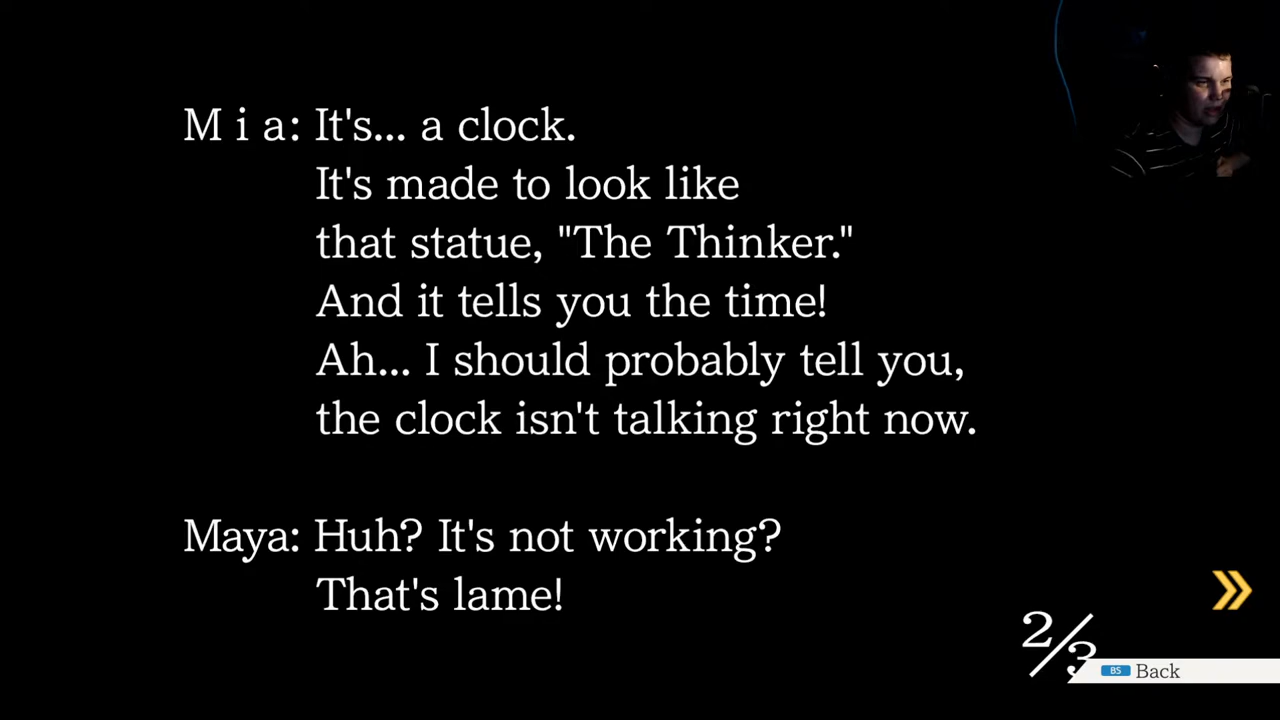 M i a: It's... a clock.
It's made to look like
that statue, "The Thinker."
And it tells you the time!
Ah... I should probably tell you,
the clock isn't talking right now.
Maya: Huh? It's not working?
That's lame!
2/3
BS Back